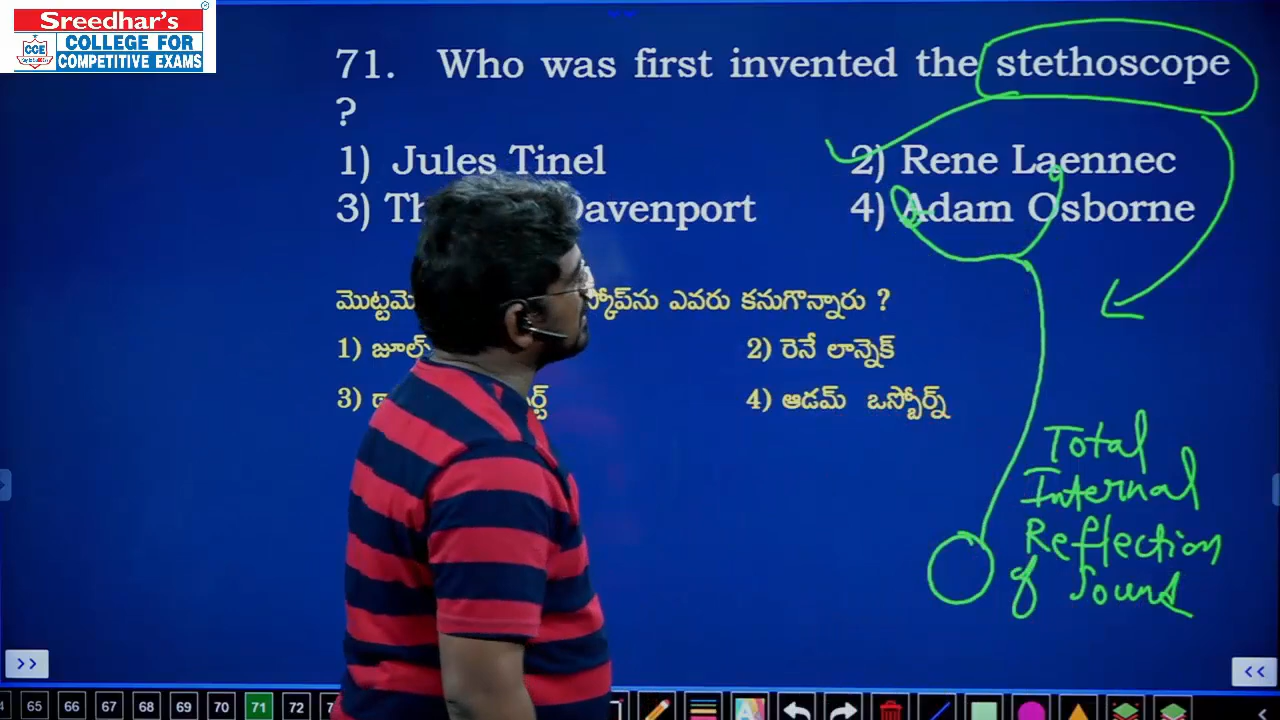 Sreedhar's
CCE
COLLEGE FOR
COMPETITIVE EXAMS
71. Who was first invented the stethoscope
?
1) Jules Tinel 2) Rene Laennec
3) Davenport 4) Adam Osborne
ఎవరు కనుగొన్నారు ?
1) 2) రెనే లాన్నెక్
3) 4) ఆడమ్ ఒస్బోర్న్
Total
Internal
Reflection
of Sound
>> <<
65 66 67 68 69 70 71 72